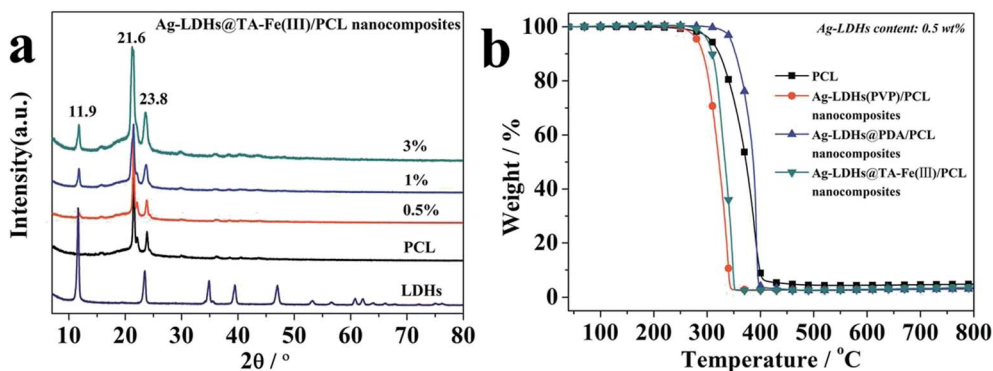 a
Ag-LDHs@TA-Fe(III)/PCL nanocomposites
21.6
11.9
23.8
3%
1%
0.5%
PCL
LDHs
Intensity(a.u.)
10 20 30 40 50 60 70 80
2θ / °
b
Ag-LDHs content: 0.5 wt%
PCL
Ag-LDHs(PVP)/PCL
nanocomposites
Ag-LDHs@PDA/PCL
nanocomposites
Ag-LDHs@TA-Fe(III)/PCL
nanocomposites
Weight / %
100
80
60
40
20
0
100 200 300 400 500 600 700 800
Temperature / °C